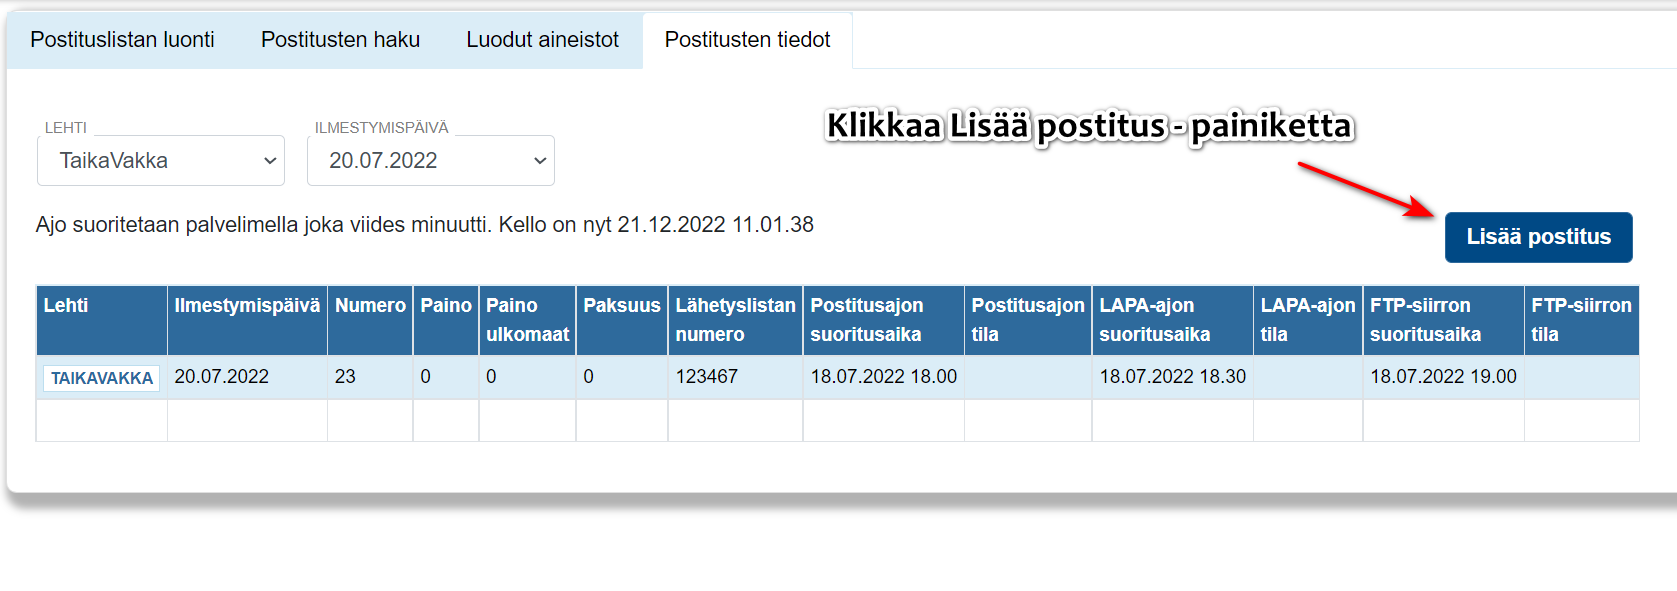 Postituslistan luonti Postitusten haku Luodut aineistot Postitusten tiedot
Klikkaa Lisää postitus - painiketta
LEHTI ILMESTYMISPÄIVÄ
TaikaVakka 20.07.2022
Ajo suoritetaan palvelimella joka viides minuutti. Kello on nyt 21.12.2022 11.01.38
Lisää postitus
Lehti Ilmestymispäivä Numero Paino Paino Paksuus Lähetyslistan Postitusajon Postitusajon LAPA-ajon LAPA-ajon FTP-siirron FTP-siirron
ulkomaat numero suoritusaika tila suoritusaika tila suoritusaika tila
TAIKAVAKKA 20.07.2022 23 0 0 0 123467 18.07.2022 18.00 18.07.2022 18.30 18.07.2022 19.00